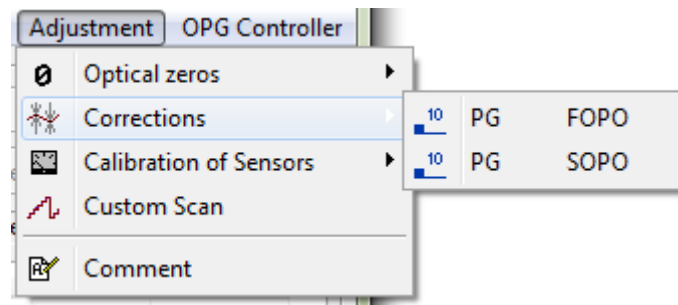 Adjustment OPG Controller
0 Optical zeros
Corrections
10 PG FOPO
Calibration of Sensors
10 PG SOPO
Custom Scan
Comment